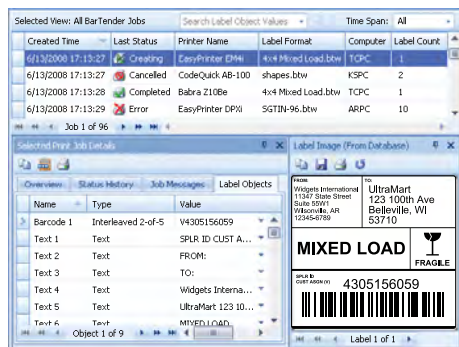 Selected View: All BarTender Jobs Search Label Object Values Time Span: All
Created Time Last Status Printer Name Label Format Computer Label Count
6/13/2008 17:13:27 Creating EasyPrinter EM4i 4x4 Mixed Load.btw TCPC 1
6/13/2008 17:13:27 Cancelled CodeQuick AB-100 shapes.btw KSPC 2
6/13/2008 17:13:28 Completed Babra Z10Be 4x4 Mixed Load.btw TCPC 1
6/13/2008 17:13:29 Error EasyPrinter DPXi SGTIN-96.btw ARPC 10
Job 1 of 96
Selected Print Job Details
Overview Status History Job Messages Label Objects
Name Type Value
Barcode 1 Interleaved 2-of-5 V4305156059
Text 1 Text SPLR ID CUST A...
Text 2 Text FROM:
Text 3 Text TO:
Text 4 Text Widgets Interna...
Text 5 Text UltraMart 123 10...
Text 6 Text MIXED LOAD
Object 1 of 9
Label Image (From Database)
FROM:
Widgets International
11347 State Street
Suite 55W1
Wilsonville, AR
12345-6789
TO:
UltraMart
123 100th Ave
Belleville, WI
53710
MIXED LOAD
FRAGILE
SPLR ID
CUST ASGN (V)
4305156059
Label 1 of 1